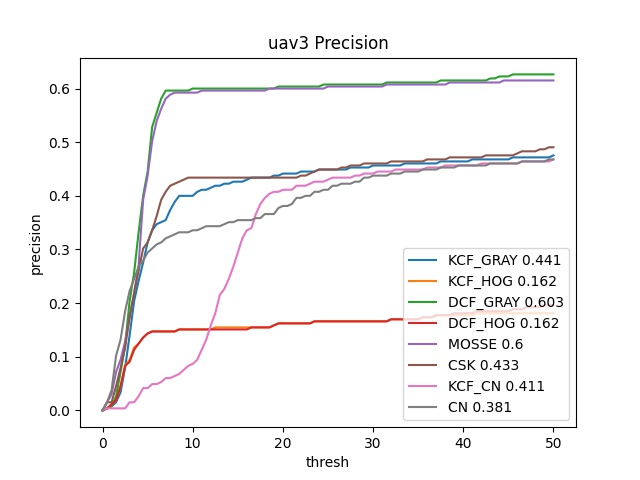 uav3 Precision
precision
0.6
0.5
0.4
0.3
0.2
0.1
0.0
KCF_GRAY 0.441
KCF_HOG 0.162
DCF_GRAY 0.603
DCF_HOG 0.162
MOSSE 0.6
CSK 0.433
KCF_CN 0.411
CN 0.381
0 10 20 30 40 50
thresh